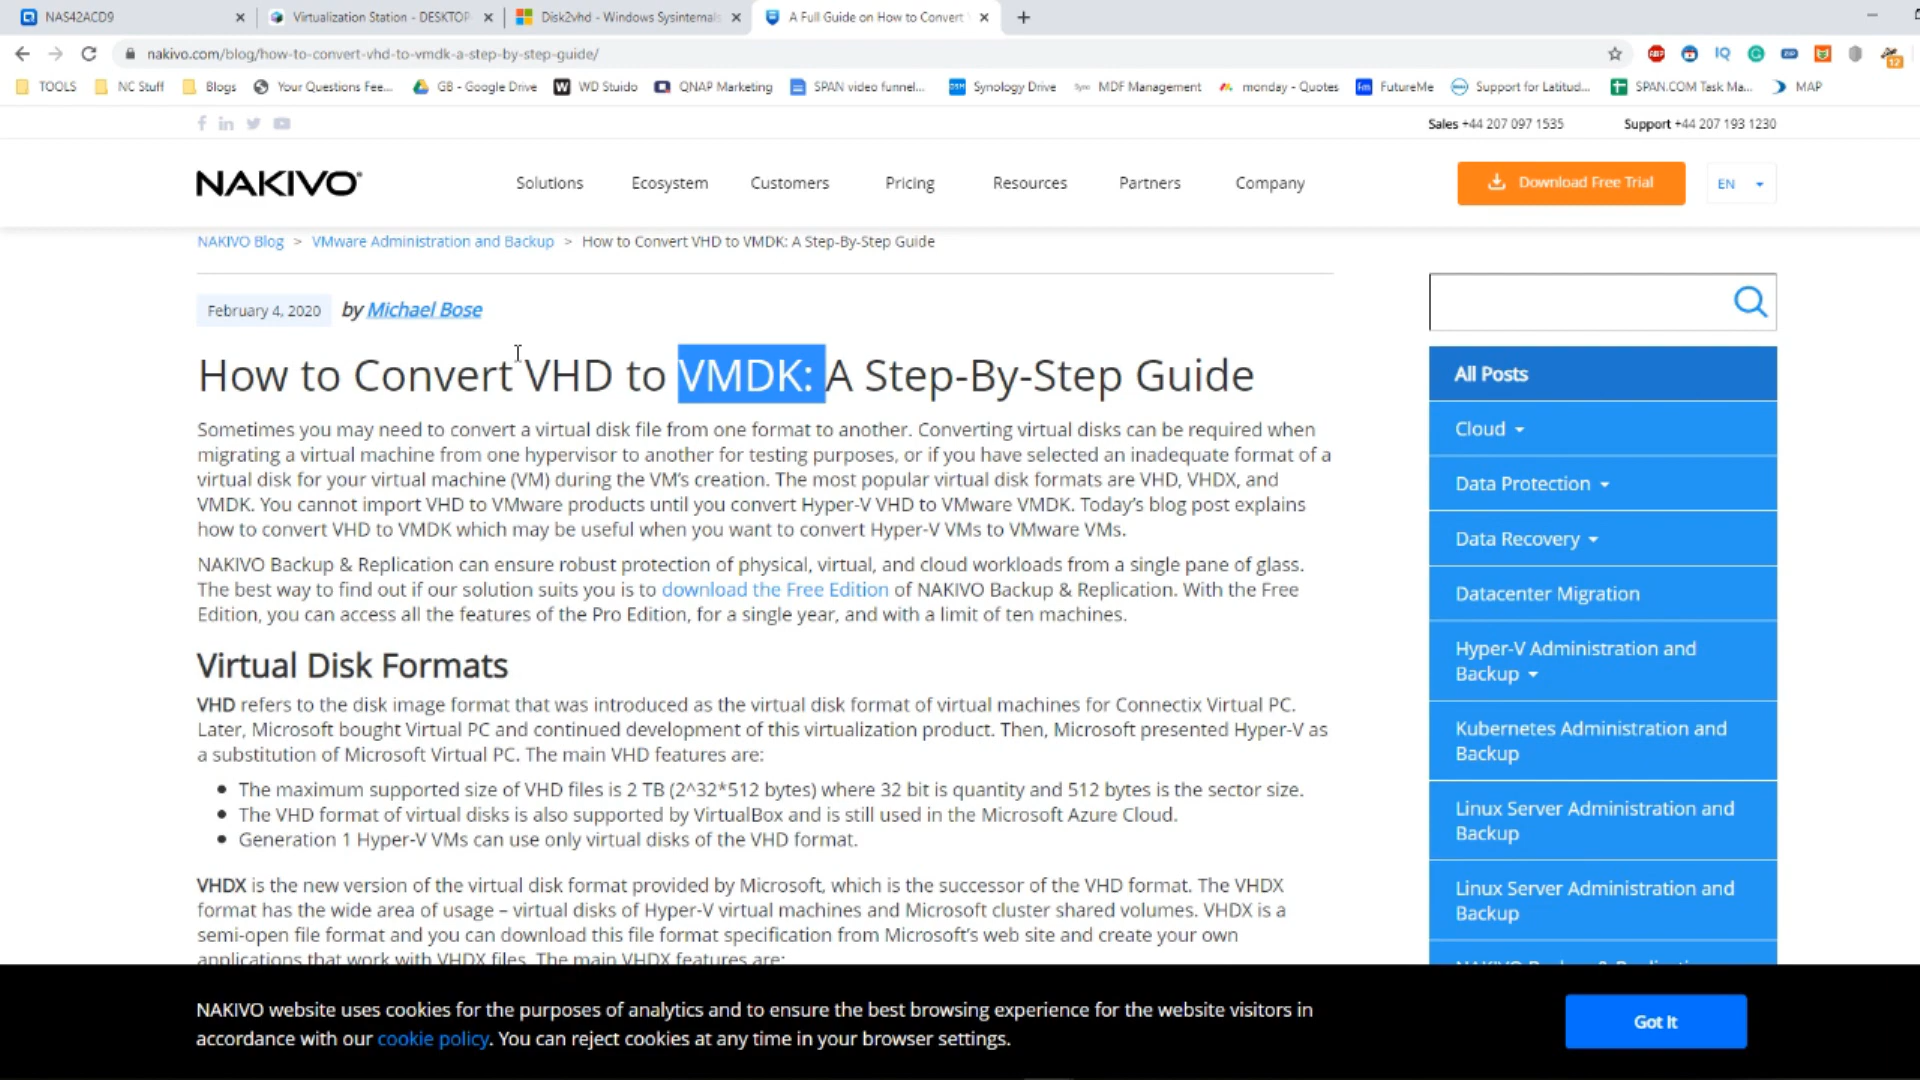 NAS42ACD9
Virtualization Station - DESKTOP
Disk2vhd - Windows Sysinternals
A Full Guide on How to Convert
nakivo.com/blog/how-to-convert-vhd-to-vmdk-a-step-by-step-guide/
ABP
IQ
12
TOOLS
NC Stuff
Blogs
Your Questions Fee...
GB - Google Drive
W WD Stuido
QNAP Marketing
SPAN video funnel...
DSM Synology Drive
Sync MDF Management
monday - Quotes
Fm FutureMe
Support for Latitud...
SPAN.COM Task Ma...
MAP
Sales +44 207 097 1535
Support +44 207 193 1230
NAKIVO®
Solutions
Ecosystem
Customers
Pricing
Resources
Partners
Company
Download Free Trial
EN
NAKIVO Blog > VMware Administration and Backup > How to Convert VHD to VMDK: A Step-By-Step Guide
February 4, 2020 by Michael Bose
How to Convert VHD to VMDK: A Step-By-Step Guide
Sometimes you may need to convert a virtual disk file from one format to another. Converting virtual disks can be required when
migrating a virtual machine from one hypervisor to another for testing purposes, or if you have selected an inadequate format of a
virtual disk for your virtual machine (VM) during the VM's creation. The most popular virtual disk formats are VHD, VHDX, and
VMDK. You cannot import VHD to VMware products until you convert Hyper-V VHD to VMware VMDK. Today's blog post explains
how to convert VHD to VMDK which may be useful when you want to convert Hyper-V VMs to VMware VMs.
NAKIVO Backup & Replication can ensure robust protection of physical, virtual, and cloud workloads from a single pane of glass.
The best way to find out if our solution suits you is to download the Free Edition of NAKIVO Backup & Replication. With the Free
Edition, you can access all the features of the Pro Edition, for a single year, and with a limit of ten machines.
Virtual Disk Formats
VHD refers to the disk image format that was introduced as the virtual disk format of virtual machines for Connectix Virtual PC.
Later, Microsoft bought Virtual PC and continued development of this virtualization product. Then, Microsoft presented Hyper-V as
a substitution of Microsoft Virtual PC. The main VHD features are:
● The maximum supported size of VHD files is 2 TB (2^32*512 bytes) where 32 bit is quantity and 512 bytes is the sector size.
● The VHD format of virtual disks is also supported by VirtualBox and is still used in the Microsoft Azure Cloud.
● Generation 1 Hyper-V VMs can use only virtual disks of the VHD format.
VHDX is the new version of the virtual disk format provided by Microsoft, which is the successor of the VHD format. The VHDX
format has the wide area of usage – virtual disks of Hyper-V virtual machines and Microsoft cluster shared volumes. VHDX is a
semi-open file format and you can download this file format specification from Microsoft's web site and create your own
applications that work with VHDX files. The main VHDX features are:
All Posts
Cloud
Data Protection
Data Recovery
Datacenter Migration
Hyper-V Administration and
Backup
Kubernetes Administration and
Backup
Linux Server Administration and
Backup
Linux Server Administration and
Backup
NAKIVO website uses cookies for the purposes of analytics and to ensure the best browsing experience for the website visitors in
accordance with our cookie policy. You can reject cookies at any time in your browser settings.
Got It